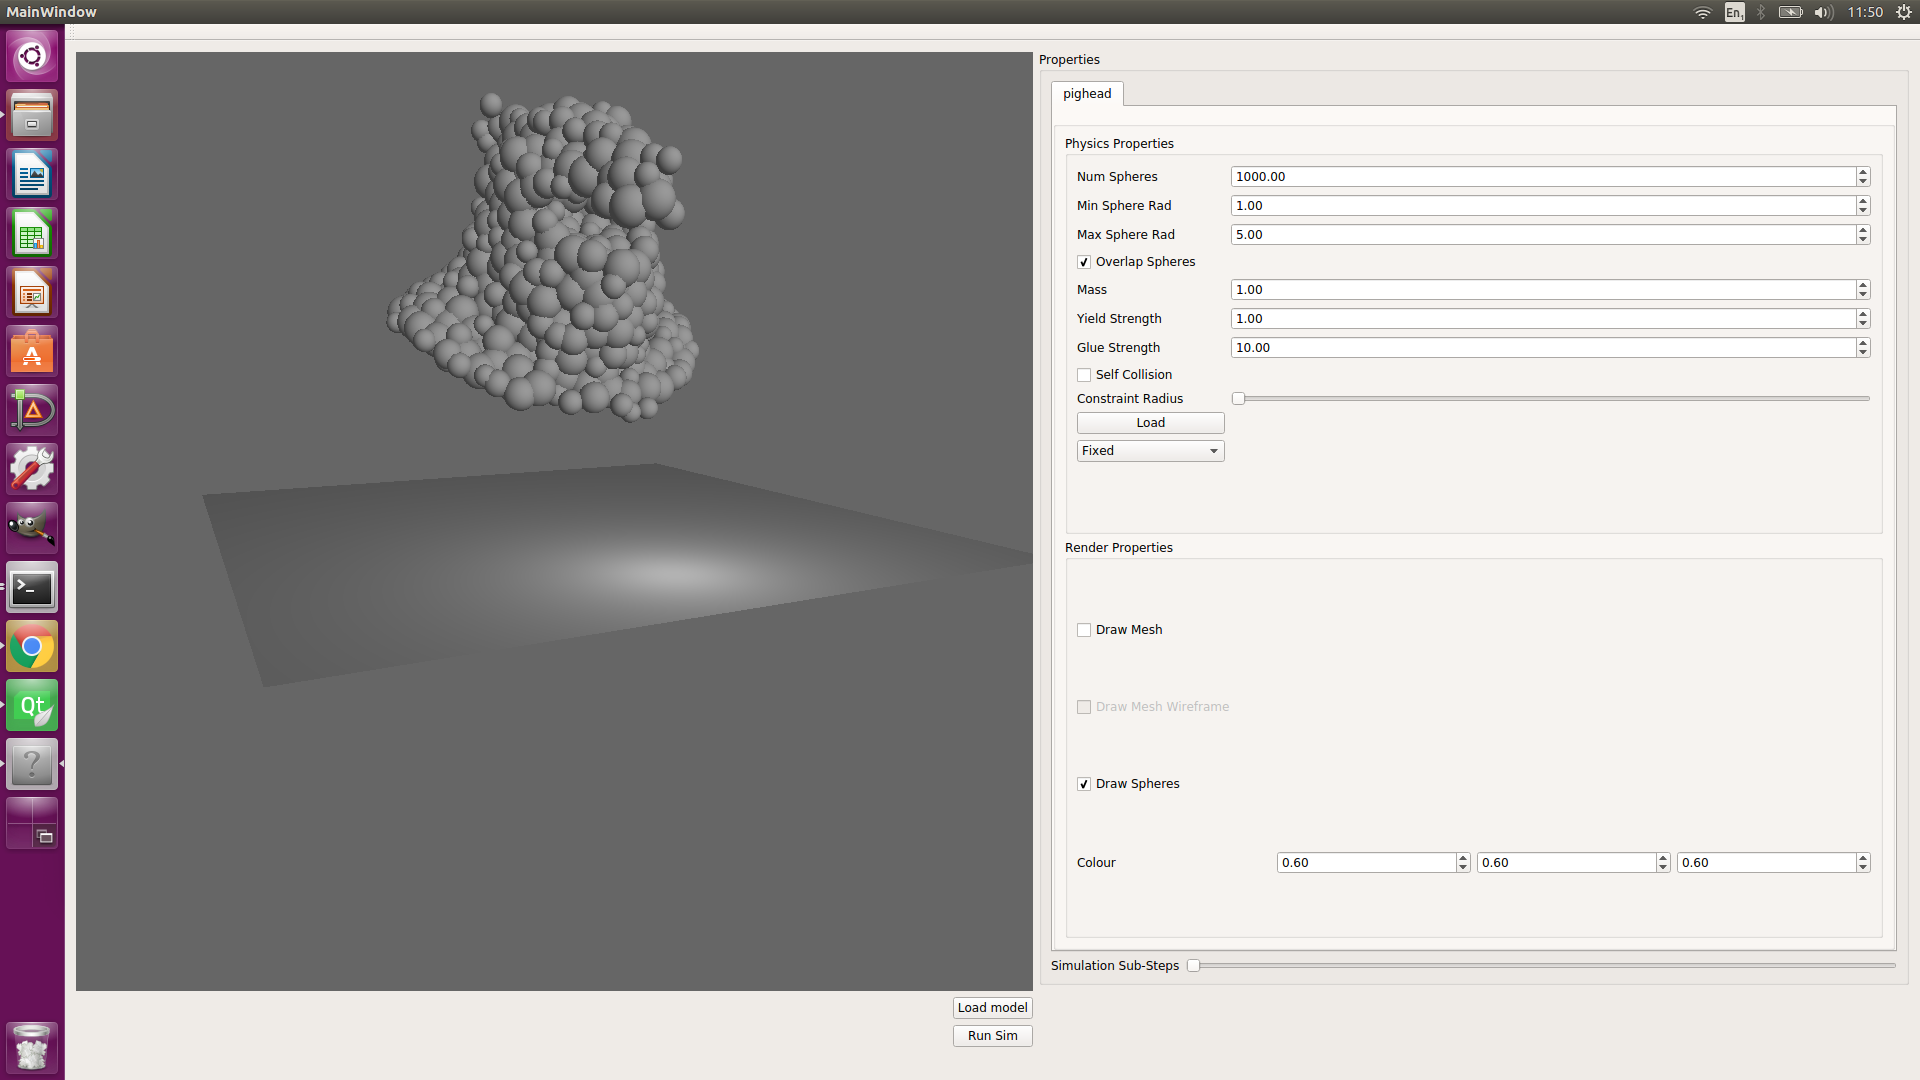 MainWindow
En1
11:50
Properties
pighead
Physics Properties
Num Spheres 1000.00
Min Sphere Rad 1.00
Max Sphere Rad 5.00
Overlap Spheres
Mass 1.00
Yield Strength 1.00
Glue Strength 10.00
Self Collision
Constraint Radius
Load
Fixed
Render Properties
Draw Mesh
Draw Mesh Wireframe
Draw Spheres
Colour 0.60 0.60 0.60
Simulation Sub-Steps
Load model
Run Sim
A
>_
Qt
?